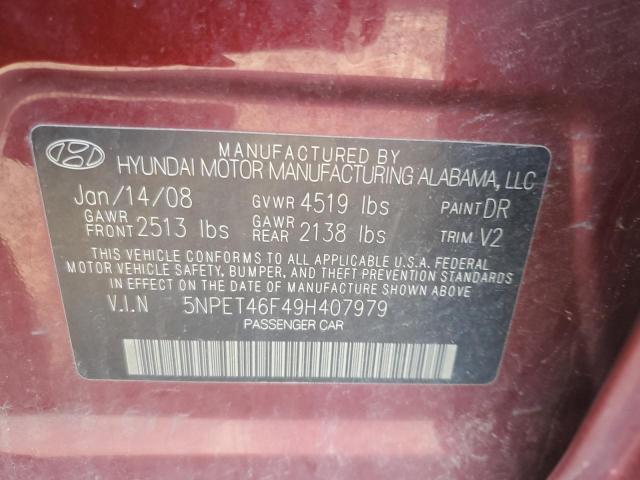 MANUFACTURED BY
HYUNDAI MOTOR MANUFACTURING ALABAMA, LLC
Jan/14/08 GVWR 4519 lbs PAINT DR
GAWR FRONT 2513 lbs GAWR REAR 2138 lbs TRIM V2
THIS VEHICLE CONFORMS TO ALL APPLICABLE U.S.A. FEDERAL
MOTOR VEHICLE SAFETY, BUMPER, AND THEFT PREVENTION STANDARDS
IN EFFECT ON THE DATE OF MANUFACTURE SHOWN ABOVE.
V.I.N 5NPET46F49H407979
PASSENGER CAR